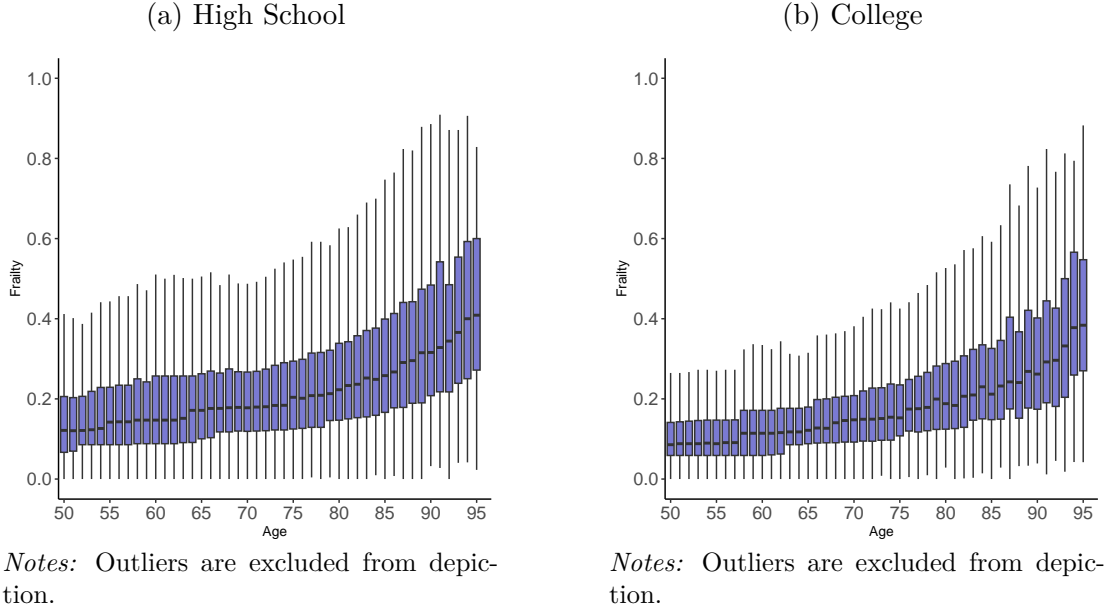 (a) High School
1.0
0.8
0.6
0.4
0.2
0.0
Frailty
50 55 60 65 70 75 80 85 90 95
Age
Notes: Outliers are excluded from depic-
tion.
(b) College
1.0
0.8
0.6
0.4
0.2
0.0
Frailty
50 55 60 65 70 75 80 85 90 95
Age
Notes: Outliers are excluded from depic-
tion.